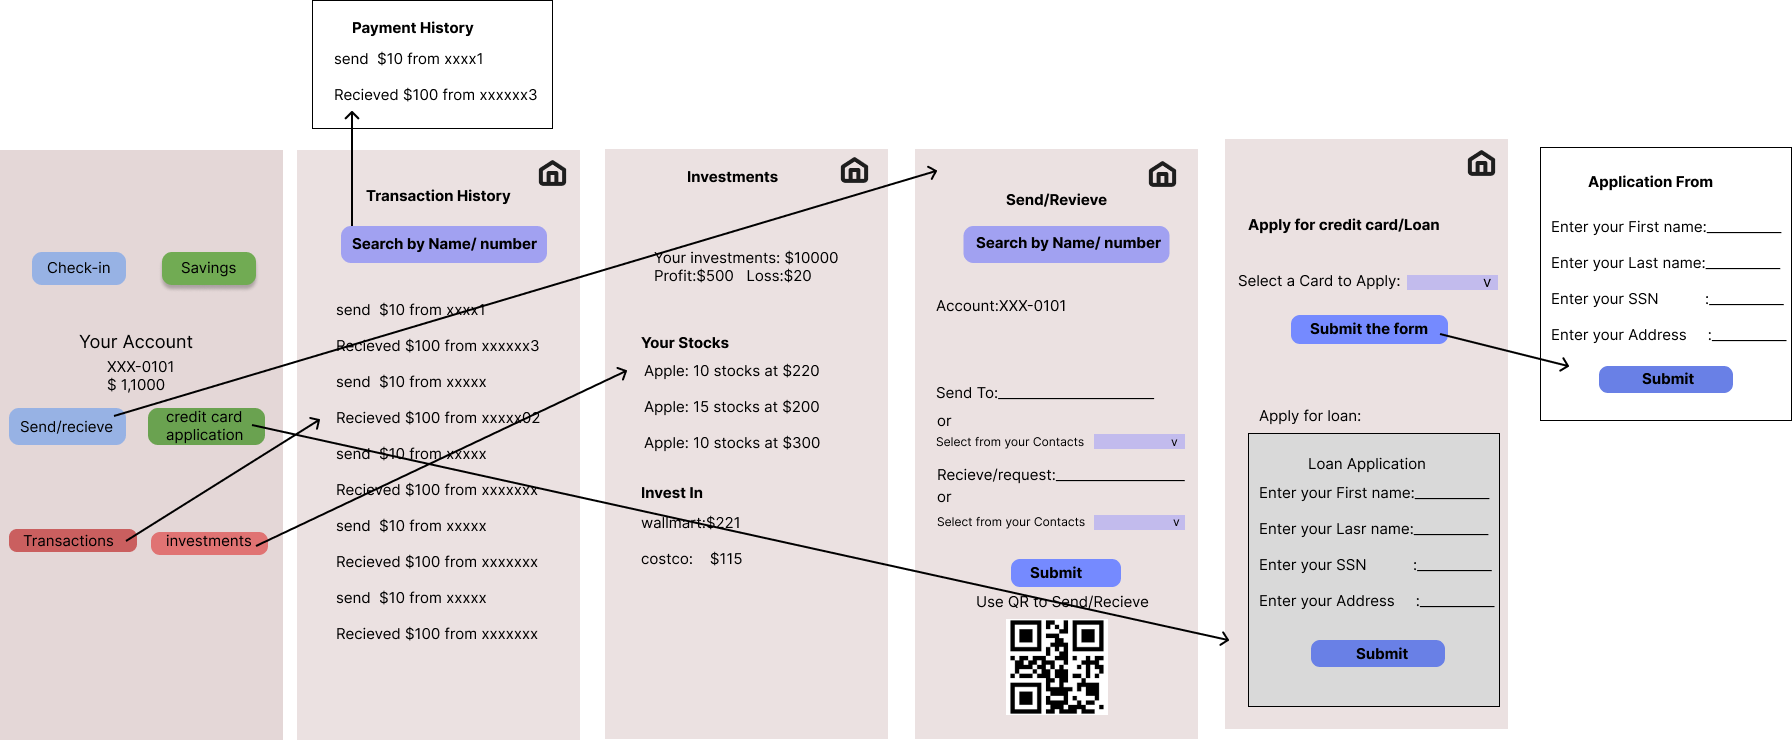 Payment History
send  $10 from xxxx1
Recieved $100 from xxxxxx3
Check-in
Savings
Your Account
XXX-0101
$ 1,1000
Send/recieve
credit card
application
Transactions
investments
Transaction History
Search by Name/ number
send  $10 from xxxx1
Recieved $100 from xxxxxx3
send  $10 from xxxxx
Recieved $100 from xxxxx02
send  $10 from xxxxx
Recieved $100 from xxxxxxx
send  $10 from xxxxx
Recieved $100 from xxxxxxx
send  $10 from xxxxx
Recieved $100 from xxxxxxx
Investments
Your investments: $10000
Profit:$500   Loss:$20
Your Stocks
Apple: 10 stocks at $220
Apple: 15 stocks at $200
Apple: 10 stocks at $300
Invest In
wallmart:$221
costco:    $115
Send/Revieve
Search by Name/ number
Account:XXX-0101
Send To:
or
Select from your Contacts v
Recieve/request:
or
Select from your Contacts v
Submit
Use QR to Send/Recieve
Apply for credit card/Loan
Select a Card to Apply: v
Submit the form
Apply for loan:
Loan Application
Enter your First name:
Enter your Lasr name:
Enter your SSN :
Enter your Address :
Submit
Application From
Enter your First name:
Enter your Last name:
Enter your SSN :
Enter your Address :
Submit